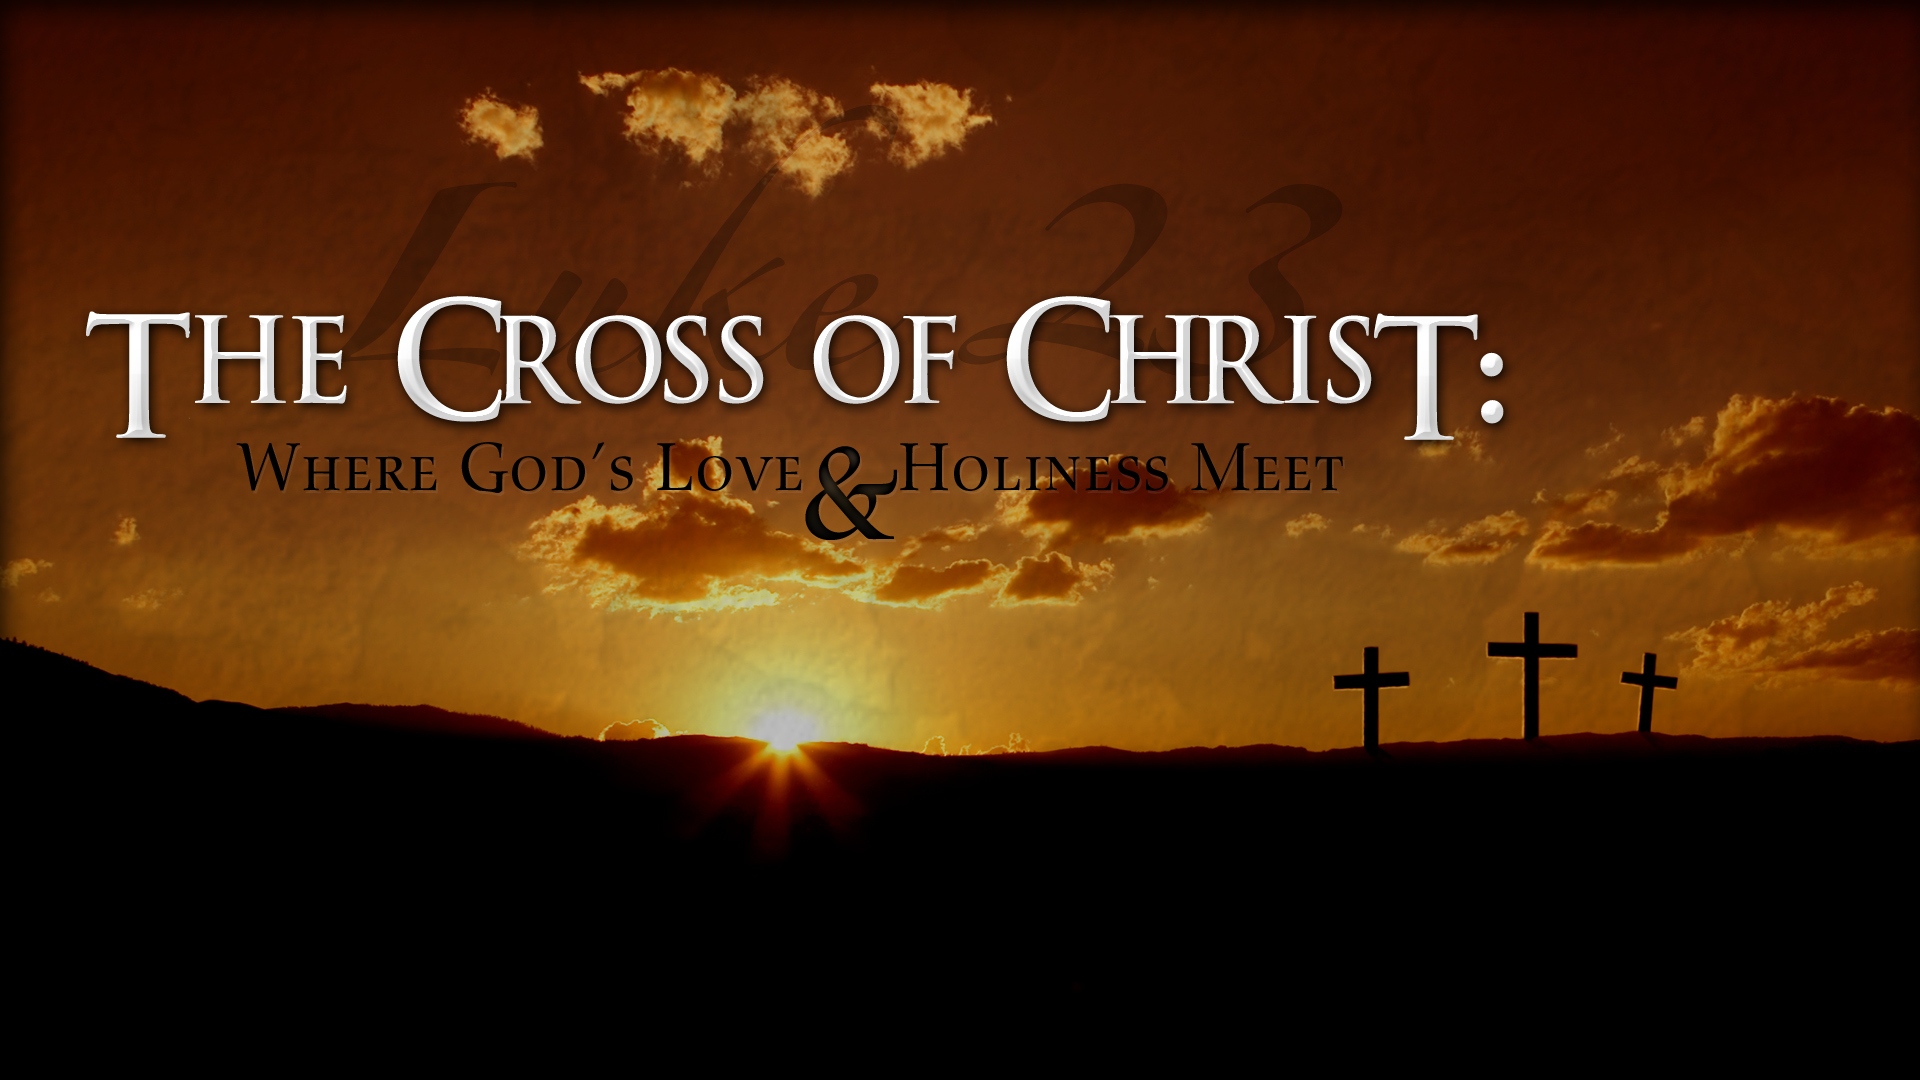 Luke 23
The Cross of Christ:
Where God's Love & Holiness Meet